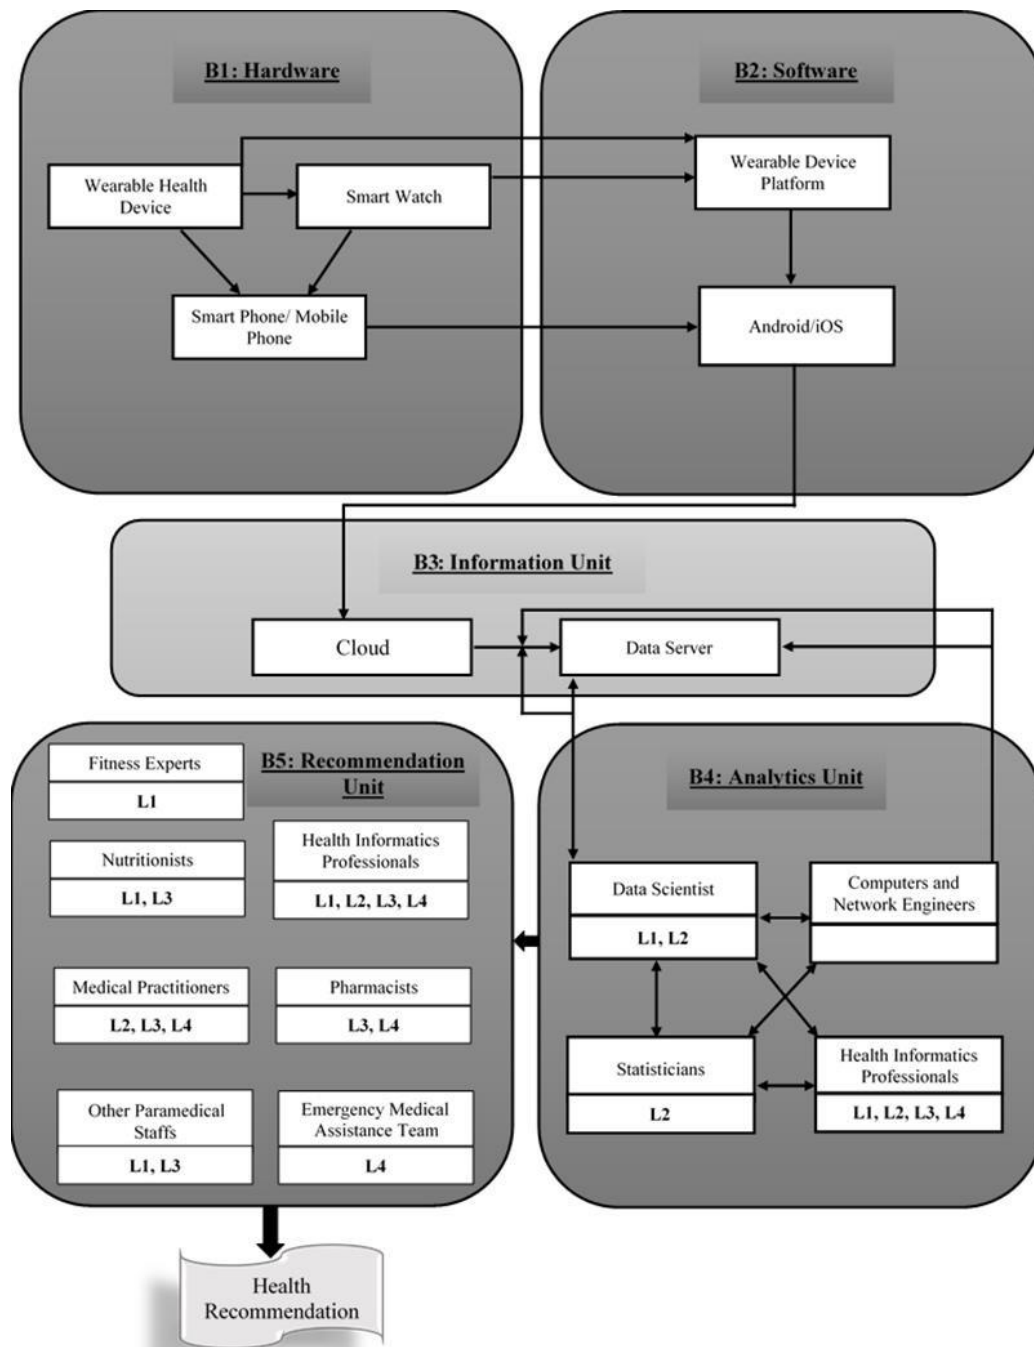 B1: Hardware
B2: Software
Wearable Health
Device
Smart Watch
Wearable Device
Platform
Smart Phone/ Mobile
Phone
Android/iOS
B3: Information Unit
Cloud
Data Server
B5: Recommendation
Unit
Fitness Experts
L1
Nutritionists
L1, L3
Health Informatics
Professionals
L1, L2, L3, L4
Medical Practitioners
L2, L3, L4
Pharmacists
L3, L4
Other Paramedical
Staffs
L1, L3
Emergency Medical
Assistance Team
L4
B4: Analytics Unit
Data Scientist
L1, L2
Computers and
Network Engineers
Statisticians
L2
Health Informatics
Professionals
L1, L2, L3, L4
Health
Recommendation